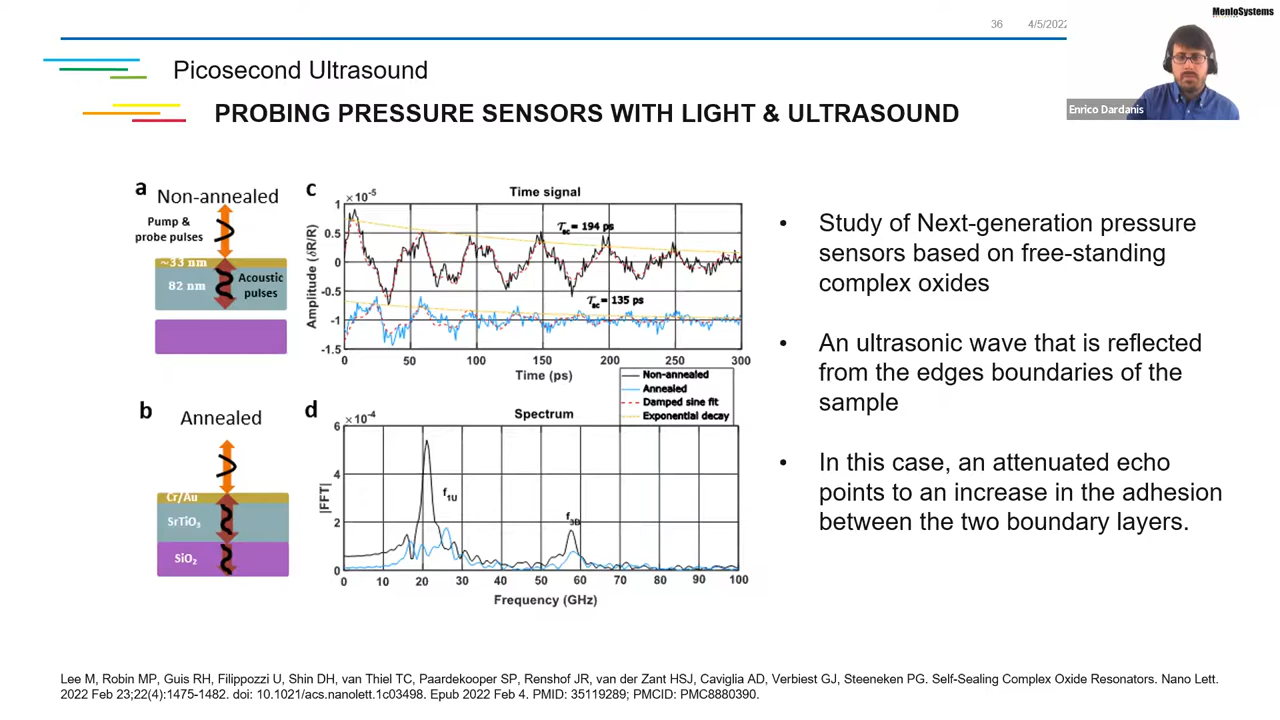 MenloSystems
36 4/5/2022
Picosecond Ultrasound
PROBING PRESSURE SENSORS WITH LIGHT & ULTRASOUND
Enrico Dardanis
a
Non-annealed
Pump &
probe pulses
~33 nm
82 nm
Acoustic
pulses
b
Annealed
Cr/Au
SrTiO₃
SiO₂
c
×10⁻⁵
Time signal
Amplitude (δR/R)
1
0.5
0
-0.5
-1
-1.5
τac = 194 ps
τac = 135 ps
0 50 100 150 200 250 300
Time (ps)
Non-annealed
Annealed
Damped sine fit
Exponential decay
d
×10⁻⁴
Spectrum
|FFT|
6
4
2
0
f1U
f3B
0 10 20 30 40 50 60 70 80 90 100
Frequency (GHz)
• Study of Next-generation pressure
sensors based on free-standing
complex oxides
• An ultrasonic wave that is reflected
from the edges boundaries of the
sample
• In this case, an attenuated echo
points to an increase in the adhesion
between the two boundary layers.
Lee M, Robin MP, Guis RH, Filippozzi U, Shin DH, van Thiel TC, Paardekooper SP, Renshof JR, van der Zant HSJ, Caviglia AD, Verbiest GJ, Steeneken PG. Self-Sealing Complex Oxide Resonators. Nano Lett.
2022 Feb 23;22(4):1475-1482. doi: 10.1021/acs.nanolett.1c03498. Epub 2022 Feb 4. PMID: 35119289; PMCID: PMC8880390.